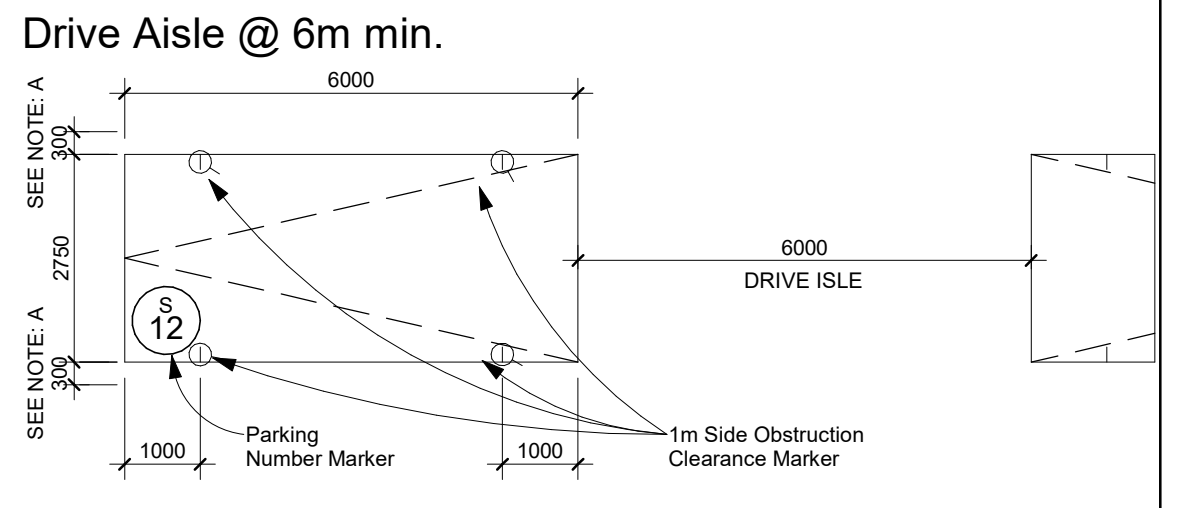 Drive Aisle @ 6m min.
6000
SEE NOTE: A
300
2750
6000
DRIVE ISLE
S
12
SEE NOTE: A
300
1000
Parking
Number Marker
1000
1m Side Obstruction
Clearance Marker